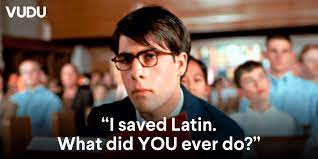 VUDU
“I saved Latin.
What did YOU ever do?”